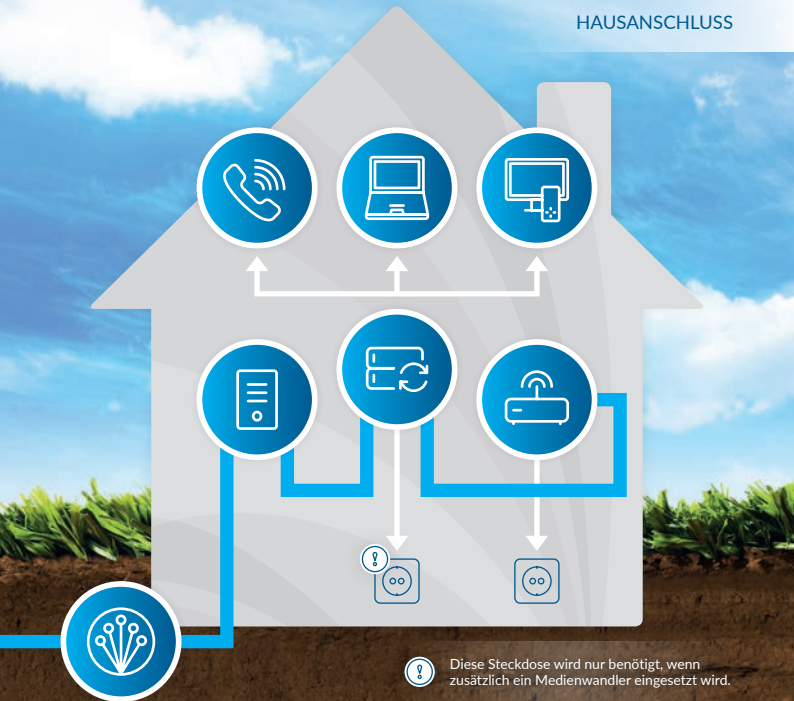 HAUSANSCHLUSS
Diese Steckdose wird nur benötigt, wenn
zusätzlich ein Medienwandler eingesetzt wird.